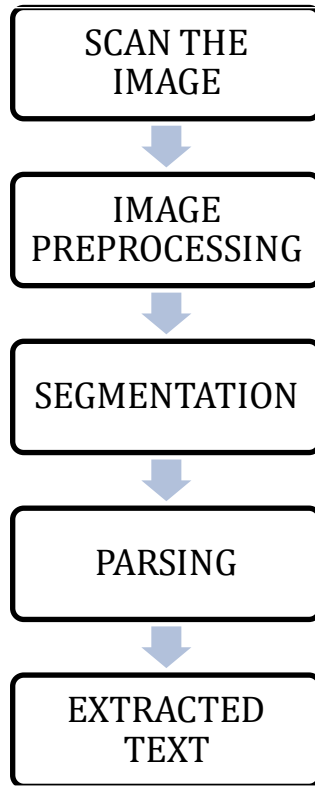 SCAN THE
IMAGE
IMAGE
PREPROCESSING
SEGMENTATION
PARSING
EXTRACTED
TEXT